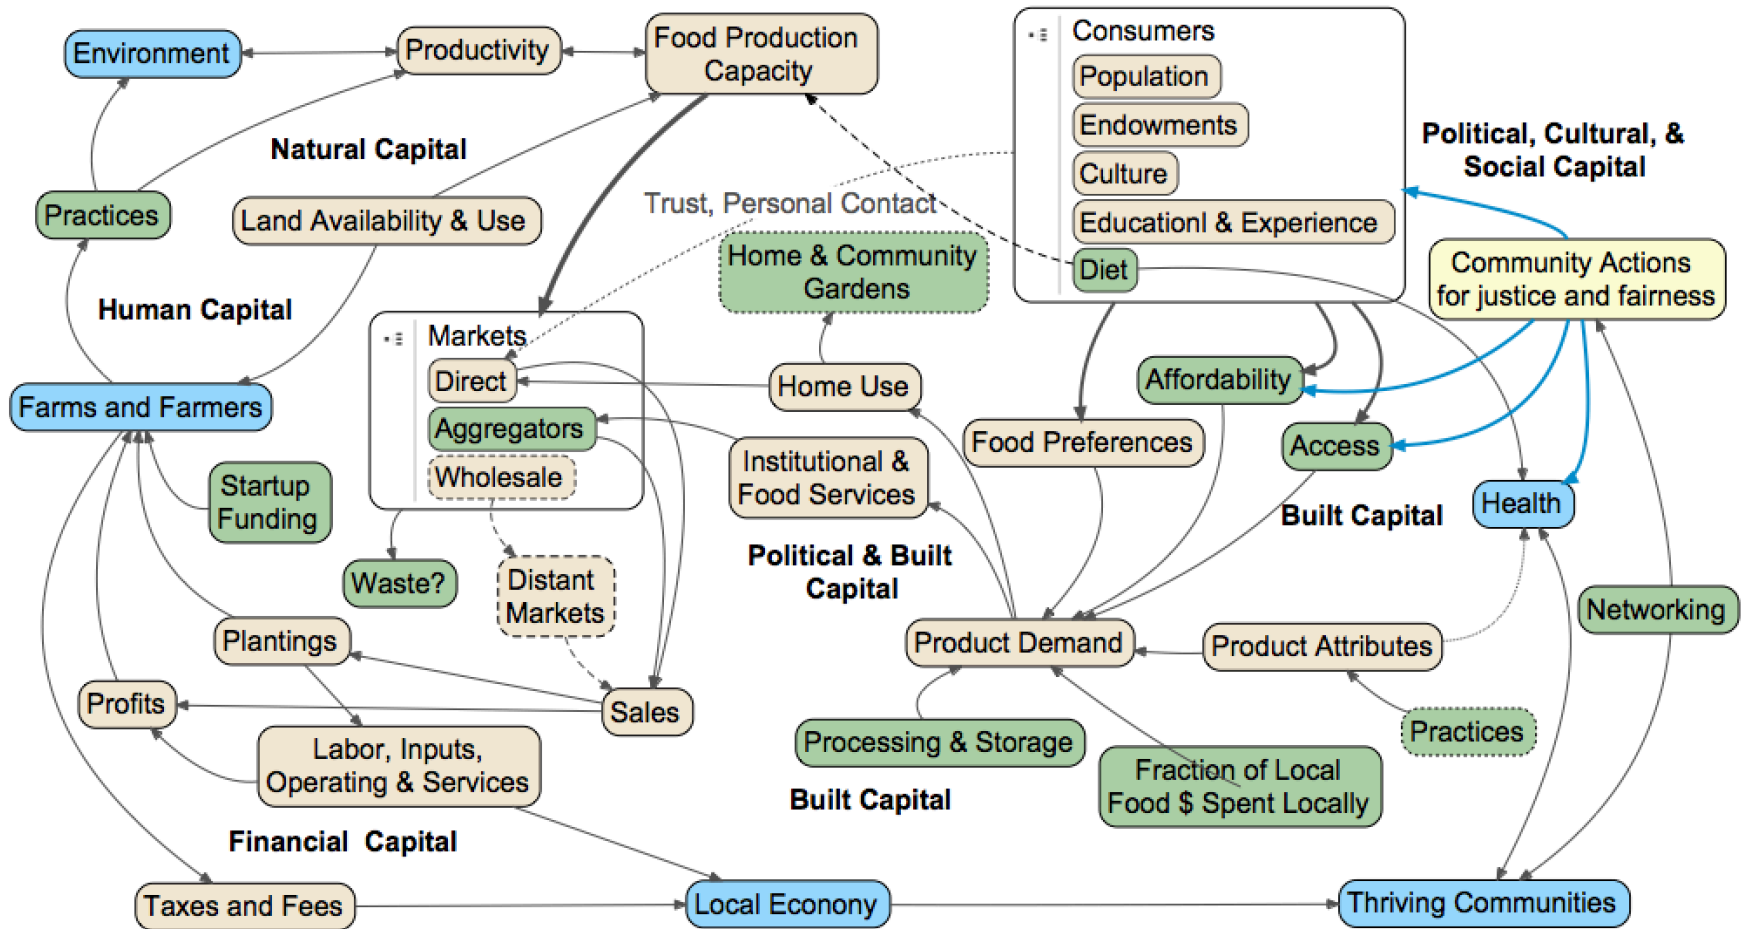 Environment
Productivity
Food Production
Capacity
Consumers
Population
Endowments
Culture
Educationl & Experience
Diet
Political, Cultural, &
Social Capital
Natural Capital
Practices
Land Availability & Use
Trust, Personal Contact
Home & Community
Gardens
Community Actions
for justice and fairness
Human Capital
Markets
Direct
Aggregators
Wholesale
Home Use
Affordability
Farms and Farmers
Food Preferences
Access
Institutional &
Food Services
Startup
Funding
Health
Built Capital
Political & Built
Capital
Waste?
Distant
Markets
Networking
Plantings
Product Demand
Product Attributes
Profits
Sales
Practices
Processing & Storage
Labor, Inputs,
Operating & Services
Fraction of Local
Food $ Spent Locally
Built Capital
Financial Capital
Taxes and Fees
Local Econony
Thriving Communities